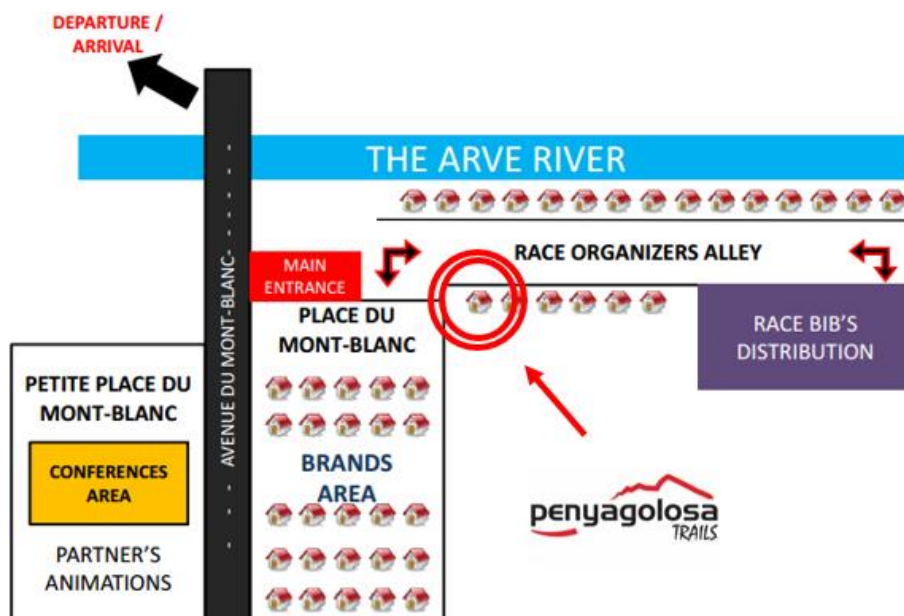 DEPARTURE /
ARRIVAL
THE ARVE RIVER
RACE ORGANIZERS ALLEY
MAIN
ENTRANCE
AVENUE DU MONT-BLANC-
PLACE DU
MONT-BLANC
RACE BIB'S
DISTRIBUTION
PETITE PLACE DU
MONT-BLANC
CONFERENCES
AREA
BRANDS
AREA
PARTNER'S
ANIMATIONS
penyagolosa
TRAILS